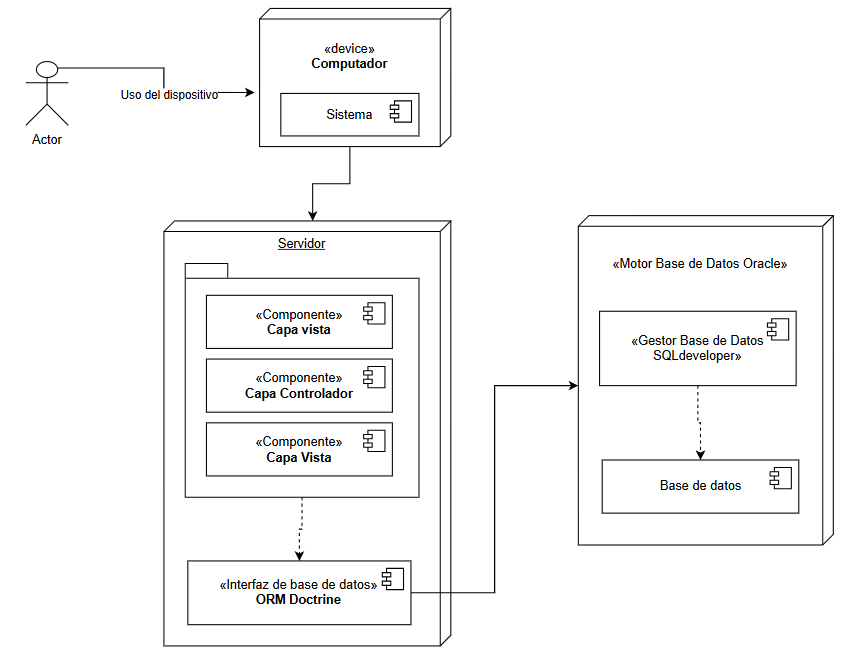 «device»
Computador
Sistema
Uso del dispositivo
Actor
Servidor
«Componente»
Capa vista
«Componente»
Capa Controlador
«Componente»
Capa Vista
«Interfaz de base de datos»
ORM Doctrine
«Motor Base de Datos Oracle»
«Gestor Base de Datos
SQLdeveloper»
Base de datos